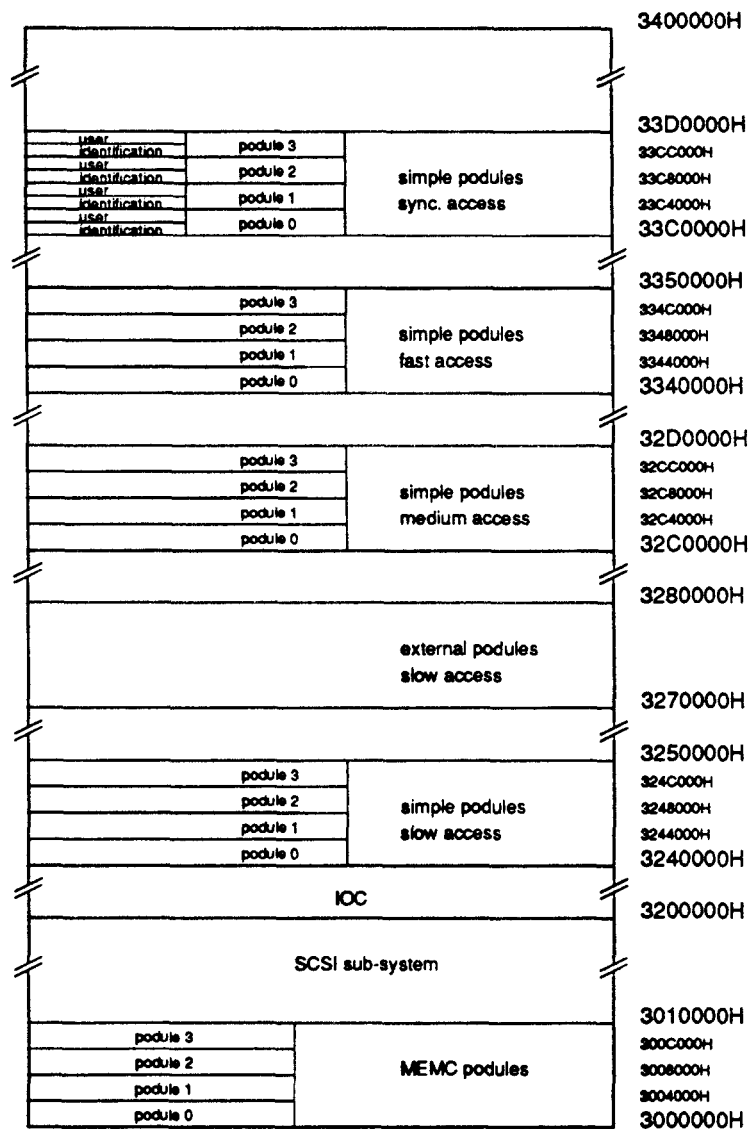 3400000H
33D0000H
user
identification
podule 3
33CC000H
user
identification
podule 2
simple podules
33C8000H
user
identification
podule 1
sync. access
33C4000H
user
identification
podule 0
33C0000H
3350000H
podule 3
334C000H
podule 2
simple podules
3348000H
podule 1
fast access
3344000H
podule 0
3340000H
32D0000H
podule 3
32CC000H
podule 2
simple podules
32C8000H
podule 1
medium access
32C4000H
podule 0
32C0000H
3280000H
external podules
slow access
3270000H
3250000H
podule 3
324C000H
podule 2
simple podules
3248000H
podule 1
slow access
3244000H
podule 0
3240000H
IOC
3200000H
SCSI sub-system
3010000H
podule 3
300C000H
podule 2
MEMC podules
3008000H
podule 1
3004000H
podule 0
3000000H